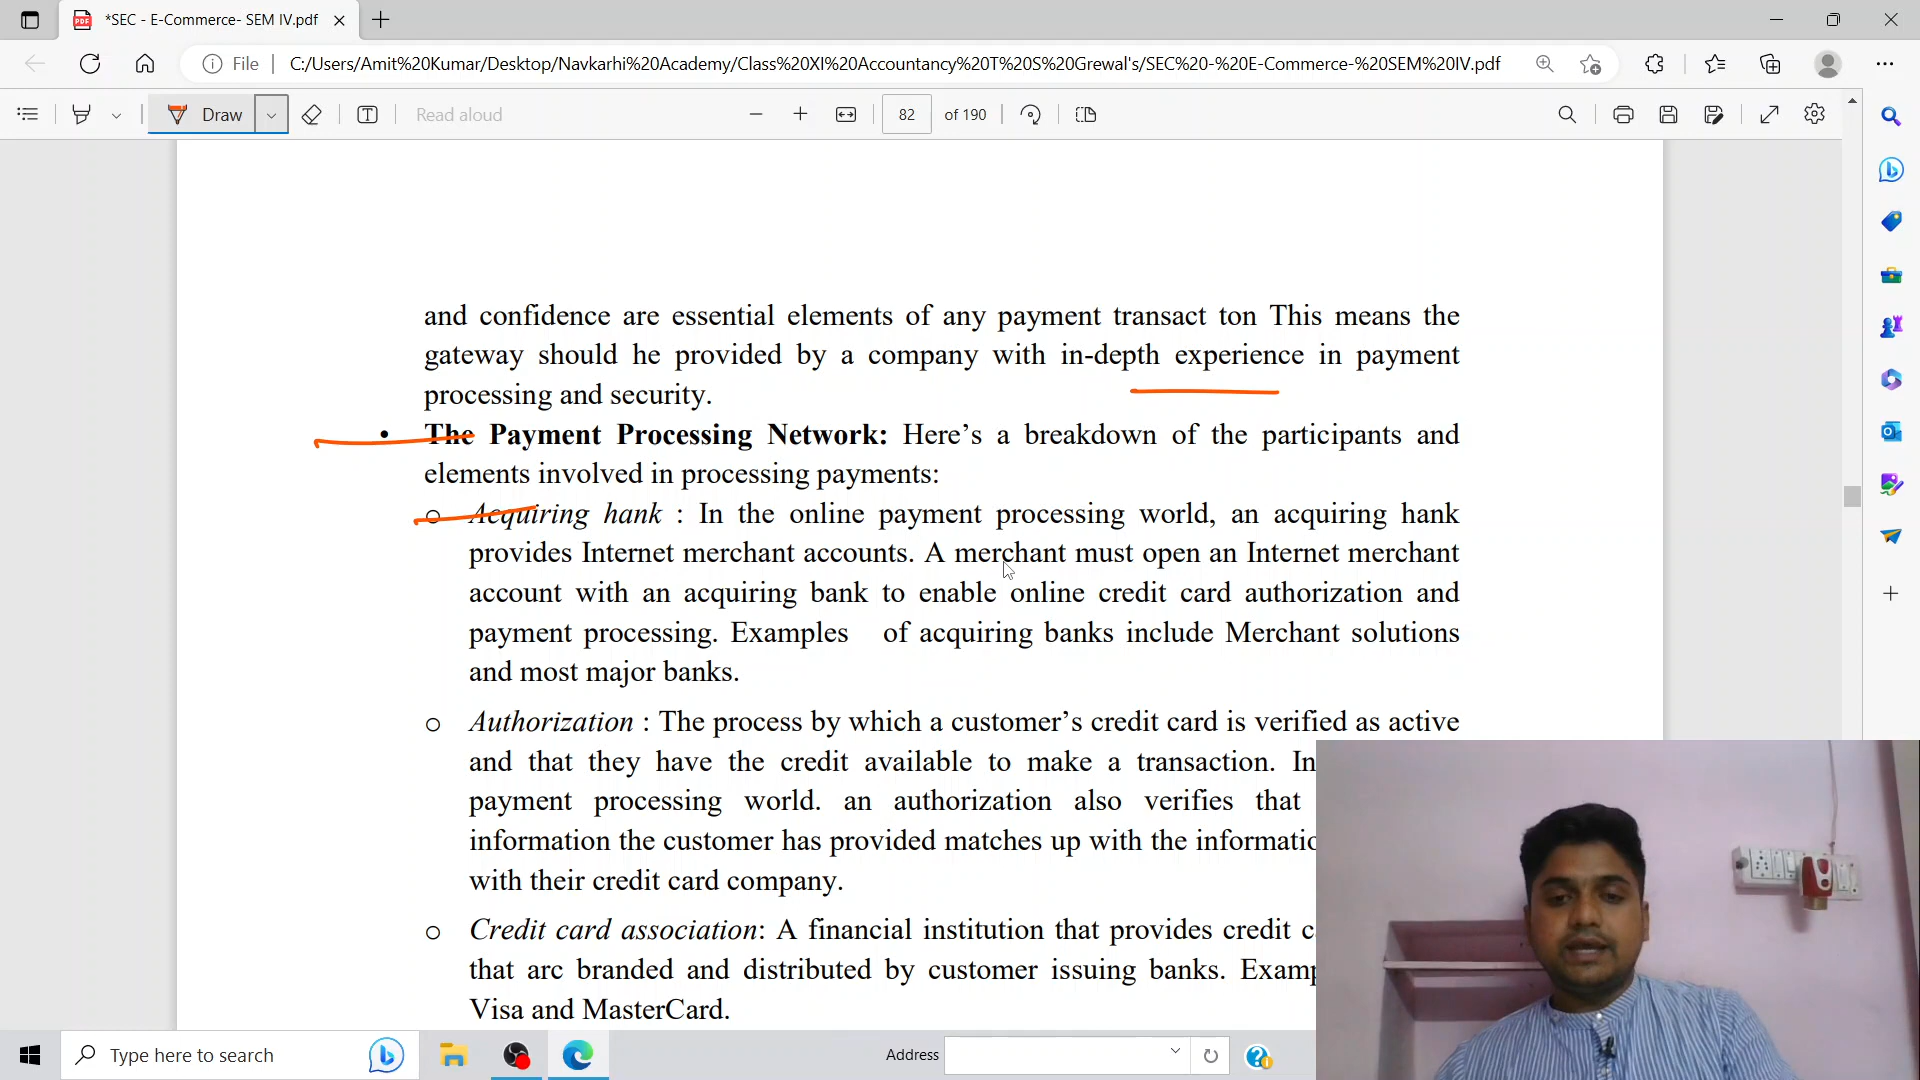 *SEC - E-Commerce- SEM IV.pdf
File
C:/Users/Amit%20Kumar/Desktop/Navkarhi%20Academy/Class%20XI%20Accountancy%20T%20S%20Grewal's/SEC%20-%20E-Commerce-%20SEM%20IV.pdf
Draw
Read aloud
82 of 190
and confidence are essential elements of any payment transact ton This means the
gateway should he provided by a company with in-depth experience in payment
processing and security.
• The Payment Processing Network: Here's a breakdown of the participants and
elements involved in processing payments:
o Acquiring hank : In the online payment processing world, an acquiring hank
provides Internet merchant accounts. A merchant must open an Internet merchant
account with an acquiring bank to enable online credit card authorization and
payment processing. Examples of acquiring banks include Merchant solutions
and most major banks.
o Authorization : The process by which a customer's credit card is verified as active
and that they have the credit available to make a transaction. In
payment processing world. an authorization also verifies that
information the customer has provided matches up with the informatio
with their credit card company.
o Credit card association: A financial institution that provides credit c
that arc branded and distributed by customer issuing banks. Examp
Visa and MasterCard.
Type here to search
Address